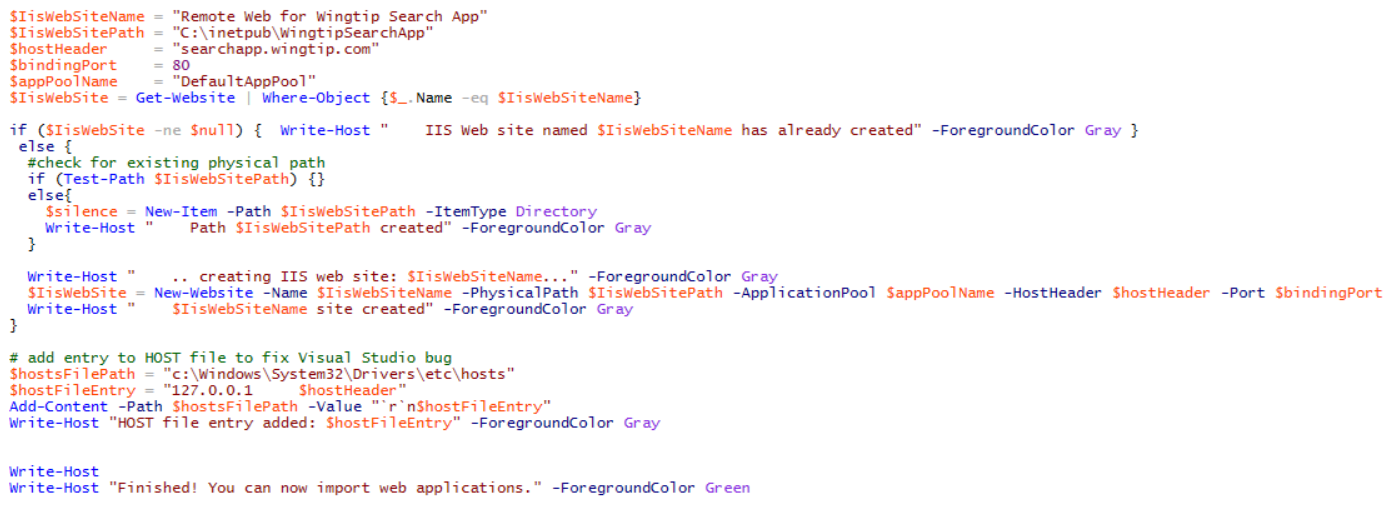 $IisWebSiteName = "Remote Web for Wingtip Search App"
$IisWebSitePath = "C:\inetpub\WingtipSearchApp"
$hostHeader     = "searchapp.wingtip.com"
$bindingPort    = 80
$appPoolName    = "DefaultAppPool"
$IisWebSite = Get-Website | Where-Object {$_.Name -eq $IisWebSiteName}

if ($IisWebSite -ne $null) {  Write-Host "    IIS Web site named $IisWebSiteName has already created" -ForegroundColor Gray }
 else {
  #check for existing physical path
  if (Test-Path $IisWebSitePath) {}
  else{
    $silence = New-Item -Path $IisWebSitePath -ItemType Directory
    Write-Host "    Path $IisWebSitePath created" -ForegroundColor Gray
  }

  Write-Host "    .. creating IIS web site: $IisWebSiteName..." -ForegroundColor Gray
  $IisWebSite = New-Website -Name $IisWebSiteName -PhysicalPath $IisWebSitePath -ApplicationPool $appPoolName -HostHeader $hostHeader -Port $bindingPort
  Write-Host "    $IisWebSiteName site created" -ForegroundColor Gray
}

# add entry to HOST file to fix Visual Studio bug
$hostsFilePath = "c:\Windows\System32\Drivers\etc\hosts"
$hostFileEntry = "127.0.0.1     $hostHeader"
Add-Content -Path $hostsFilePath -Value "`r`n$hostFileEntry"
Write-Host "HOST file entry added: $hostFileEntry" -ForegroundColor Gray


Write-Host
Write-Host "Finished! You can now import web applications." -ForegroundColor Green